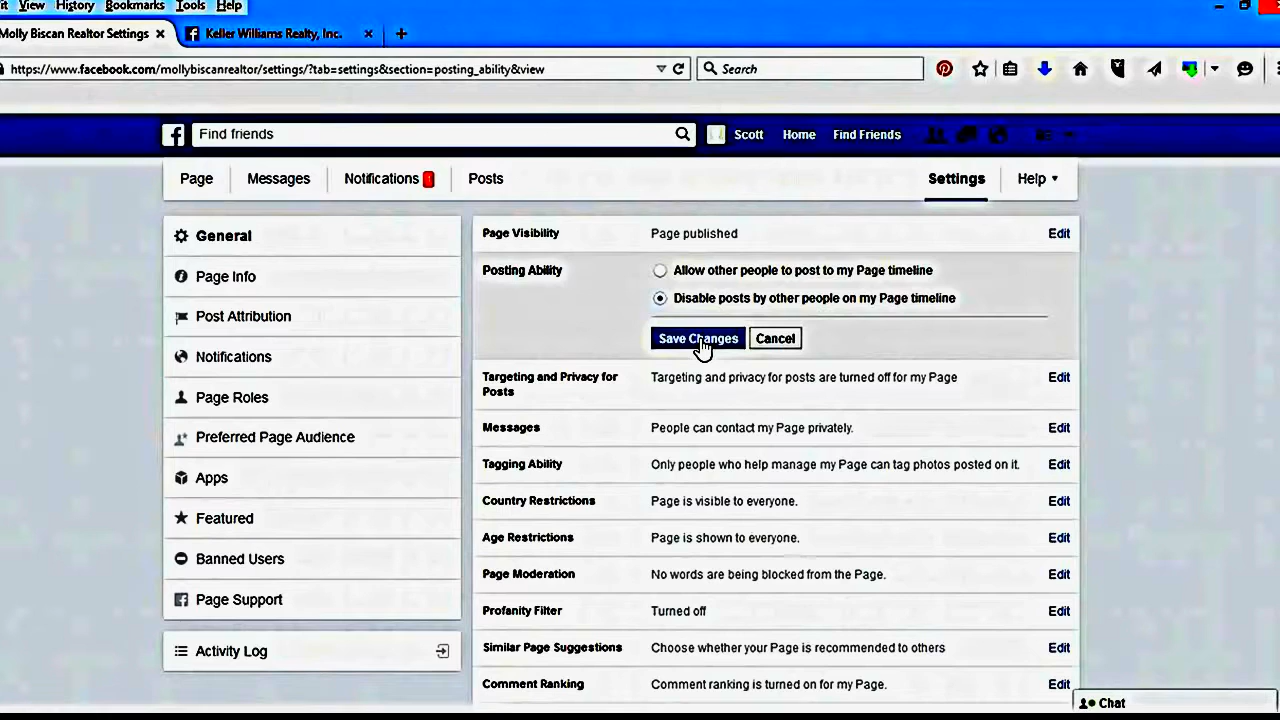 it View History Bookmarks Tools Help
Molly Biscan Realtor Settings × Keller Williams Realty, Inc. × +
https://www.facebook.com/mollybiscanrealtor/settings/?tab=settings&section=posting_ability&view
Search
Find friends
Scott Home Find Friends
Page Messages Notifications Posts Settings Help
General
Page Info
Post Attribution
Notifications
Page Roles
Preferred Page Audience
Apps
Featured
Banned Users
Page Support
Activity Log
Page Visibility Page published Edit
Posting Ability Allow other people to post to my Page timeline
Disable posts by other people on my Page timeline
Save Changes Cancel
Targeting and Privacy for Posts Targeting and privacy for posts are turned off for my Page Edit
Messages People can contact my Page privately. Edit
Tagging Ability Only people who help manage my Page can tag photos posted on it. Edit
Country Restrictions Page is visible to everyone. Edit
Age Restrictions Page is shown to everyone. Edit
Page Moderation No words are being blocked from the Page. Edit
Profanity Filter Turned off Edit
Similar Page Suggestions Choose whether your Page is recommended to others Edit
Comment Ranking Comment ranking is turned on for my Page. Edit
Chat